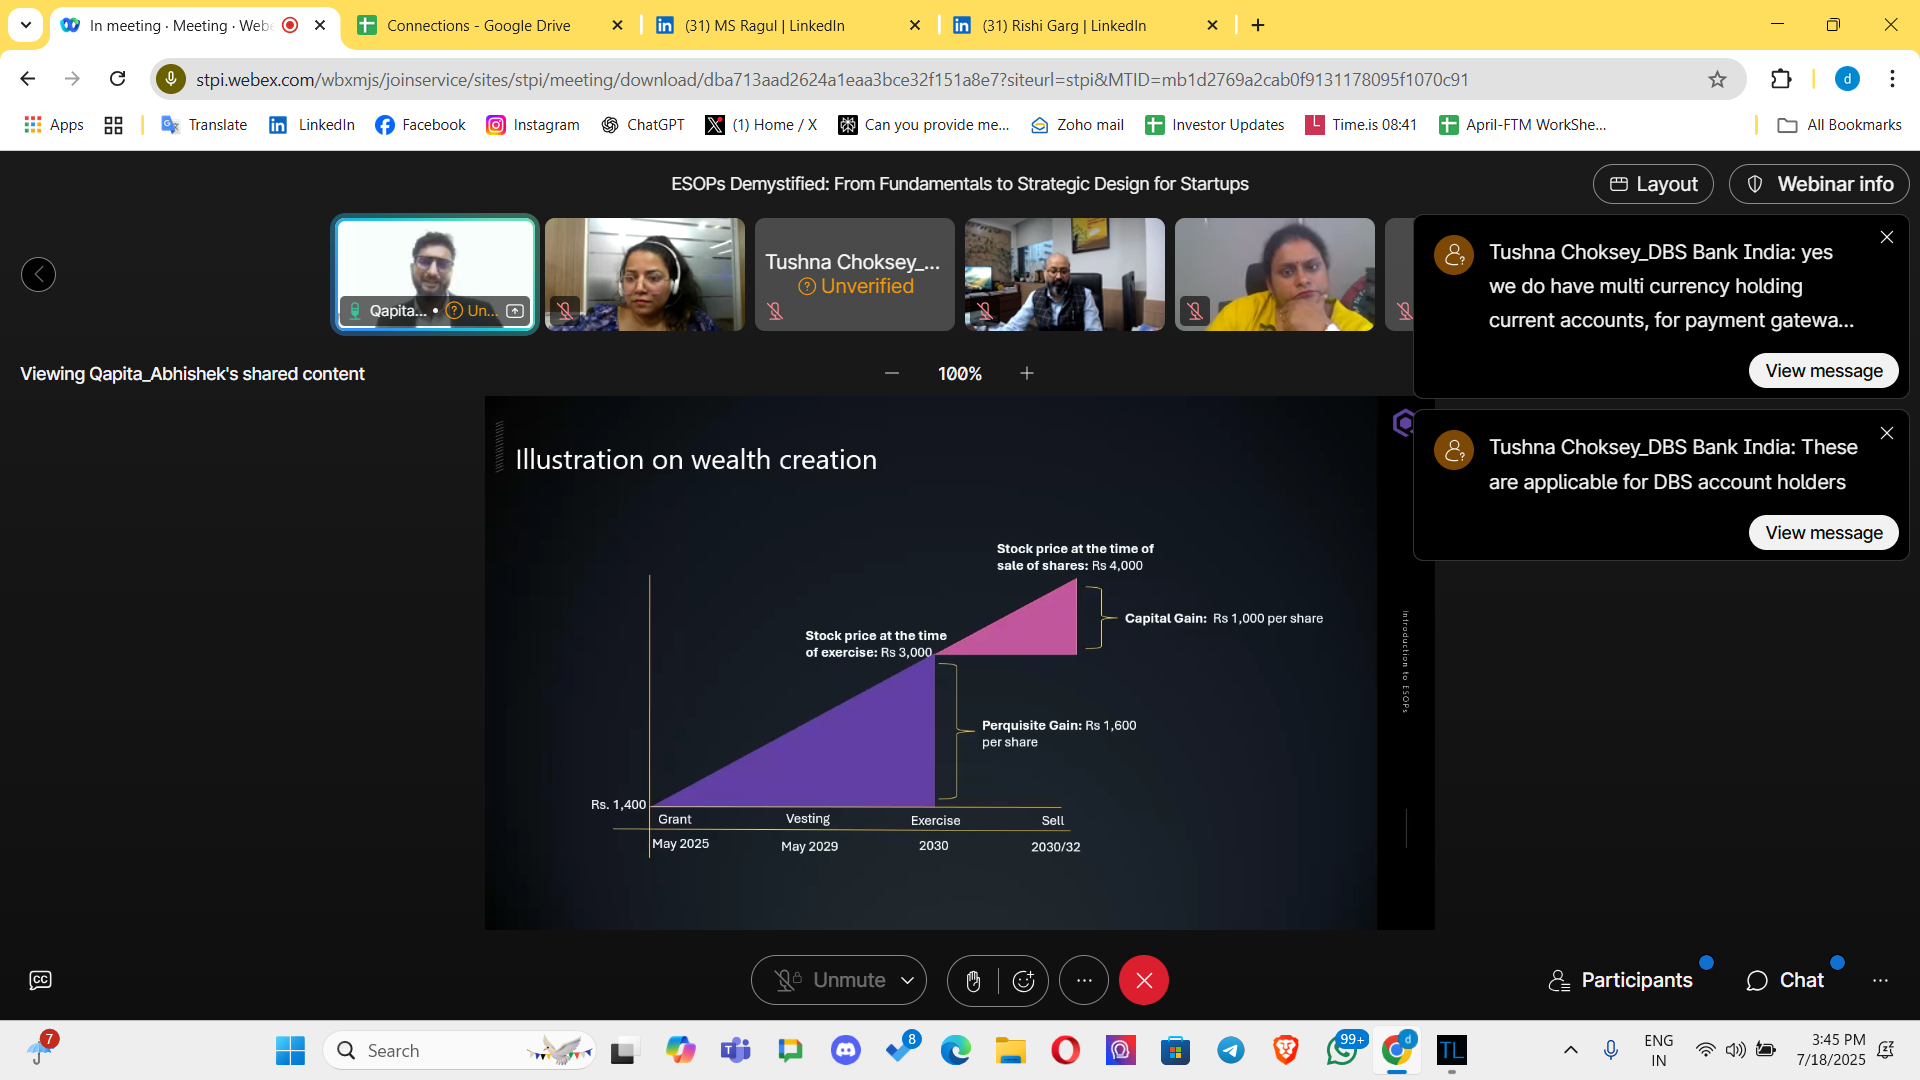 In meeting · Meeting · Webe
Connections - Google Drive
(31) MS Ragul | LinkedIn
(31) Rishi Garg | LinkedIn
stpi.webex.com/wbxmjs/joinservice/sites/stpi/meeting/download/dba713aad2624a1eaa3bce32f151a8e7?siteurl=stpi&MTID=mb1d2769a2cab0f9131178095f1070c91
d
Apps
Translate
LinkedIn
Facebook
Instagram
ChatGPT
(1) Home / X
Can you provide me...
Zoho mail
Investor Updates
Time.is 08:41
April-FTM WorkShe...
All Bookmarks
ESOPs Demystified: From Fundamentals to Strategic Design for Startups
Layout
Webinar info
Qapita... • Un...
Tushna Choksey_...
Unverified
Tushna Choksey_DBS Bank India: yes
we do have multi currency holding
current accounts, for payment gatewa...
View message
Tushna Choksey_DBS Bank India: These
are applicable for DBS account holders
View message
Viewing Qapita_Abhishek's shared content
100%
Illustration on wealth creation
Stock price at the time of
sale of shares: Rs 4,000
Capital Gain: Rs 1,000 per share
Stock price at the time
of exercise: Rs 3,000
Perquisite Gain: Rs 1,600
per share
Rs. 1,400
Grant
Vesting
Exercise
Sell
May 2025
May 2029
2030
2030/32
introduction to ESOPs
CC
Unmute
Participants
Chat
7
Search
8
99+
d
TL
ENG
IN
3:45 PM
7/18/2025